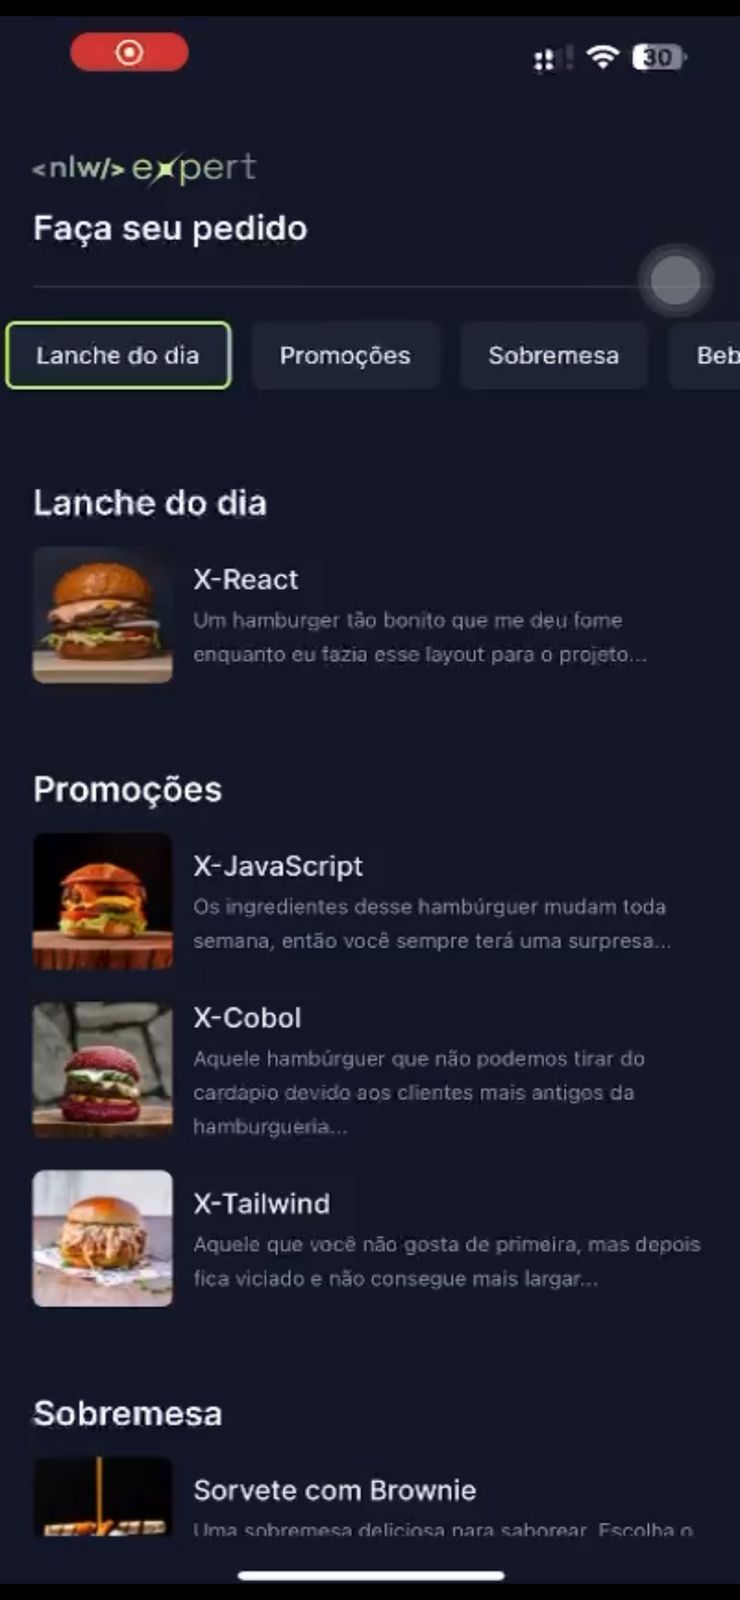 30
<nlw/> expert
Faça seu pedido
Lanche do dia
Promoções
Sobremesa
Beb
Lanche do dia
X-React
Um hamburger tão bonito que me deu fome
enquanto eu fazia esse layout para o projeto...
Promoções
X-JavaScript
Os ingredientes desse hambúrguer mudam toda
semana, então você sempre terá uma surpresa...
X-Cobol
Aquele hambúrguer que não podemos tirar do
cardápio devido aos clientes mais antigos da
hamburgueria...
X-Tailwind
Aquele que você não gosta de primeira, mas depois
fica viciado e não consegue mais largar...
Sobremesa
Sorvete com Brownie
Uma sobremesa deliciosa para saborear. Escolha o